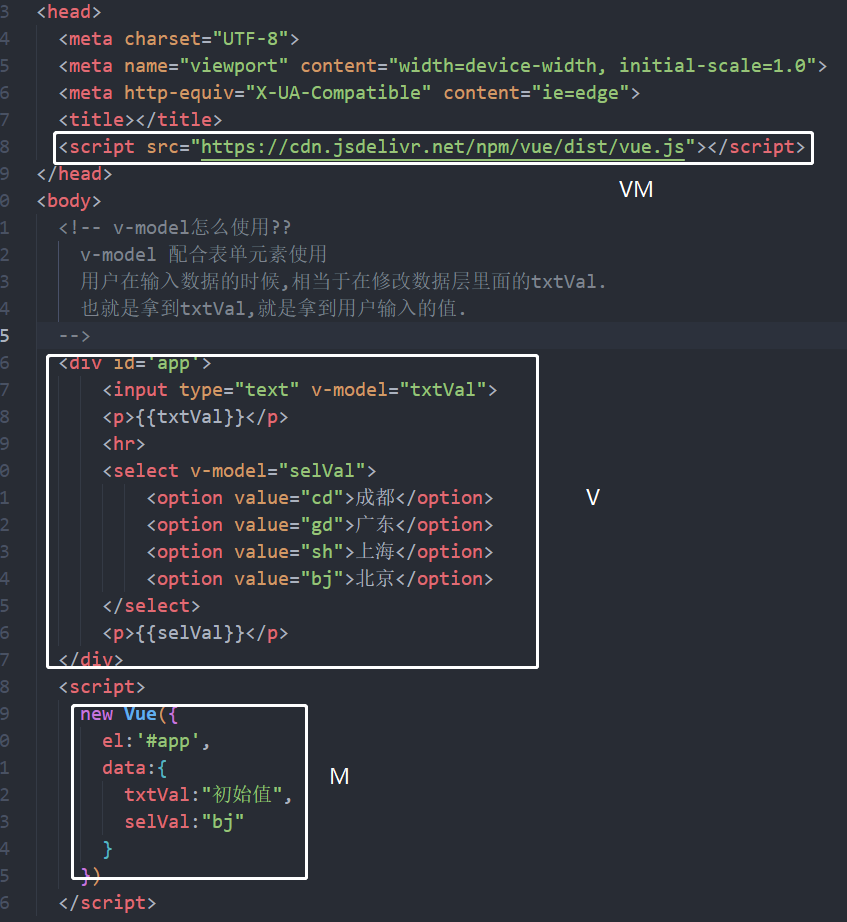 3 <head>
4 <meta charset="UTF-8">
5 <meta name="viewport" content="width=device-width, initial-scale=1.0">
6 <meta http-equiv="X-UA-Compatible" content="ie=edge">
7 <title></title>
8 <script src="https://cdn.jsdelivr.net/npm/vue/dist/vue.js"></script>
9 </head>
VM
0 <body>
1 <!-- v-model怎么使用??
2 v-model 配合表单元素使用
3 用户在输入数据的时候,相当于在修改数据层里面的txtVal.
4 也就是拿到txtVal,就是拿到用户输入的值.
5 -->
6 <div id='app'>
7 <input type="text" v-model="txtVal">
8 <p>{{txtVal}}</p>
9 <hr>
0 <select v-model="selVal">
1 <option value="cd">成都</option>
V
2 <option value="gd">广东</option>
3 <option value="sh">上海</option>
4 <option value="bj">北京</option>
5 </select>
6 <p>{{selVal}}</p>
7 </div>
8 <script>
9 new Vue({
0 el:'#app',
1 data:{
M
2 txtVal:"初始值",
3 selVal:"bj"
4 }
5 })
6 </script>